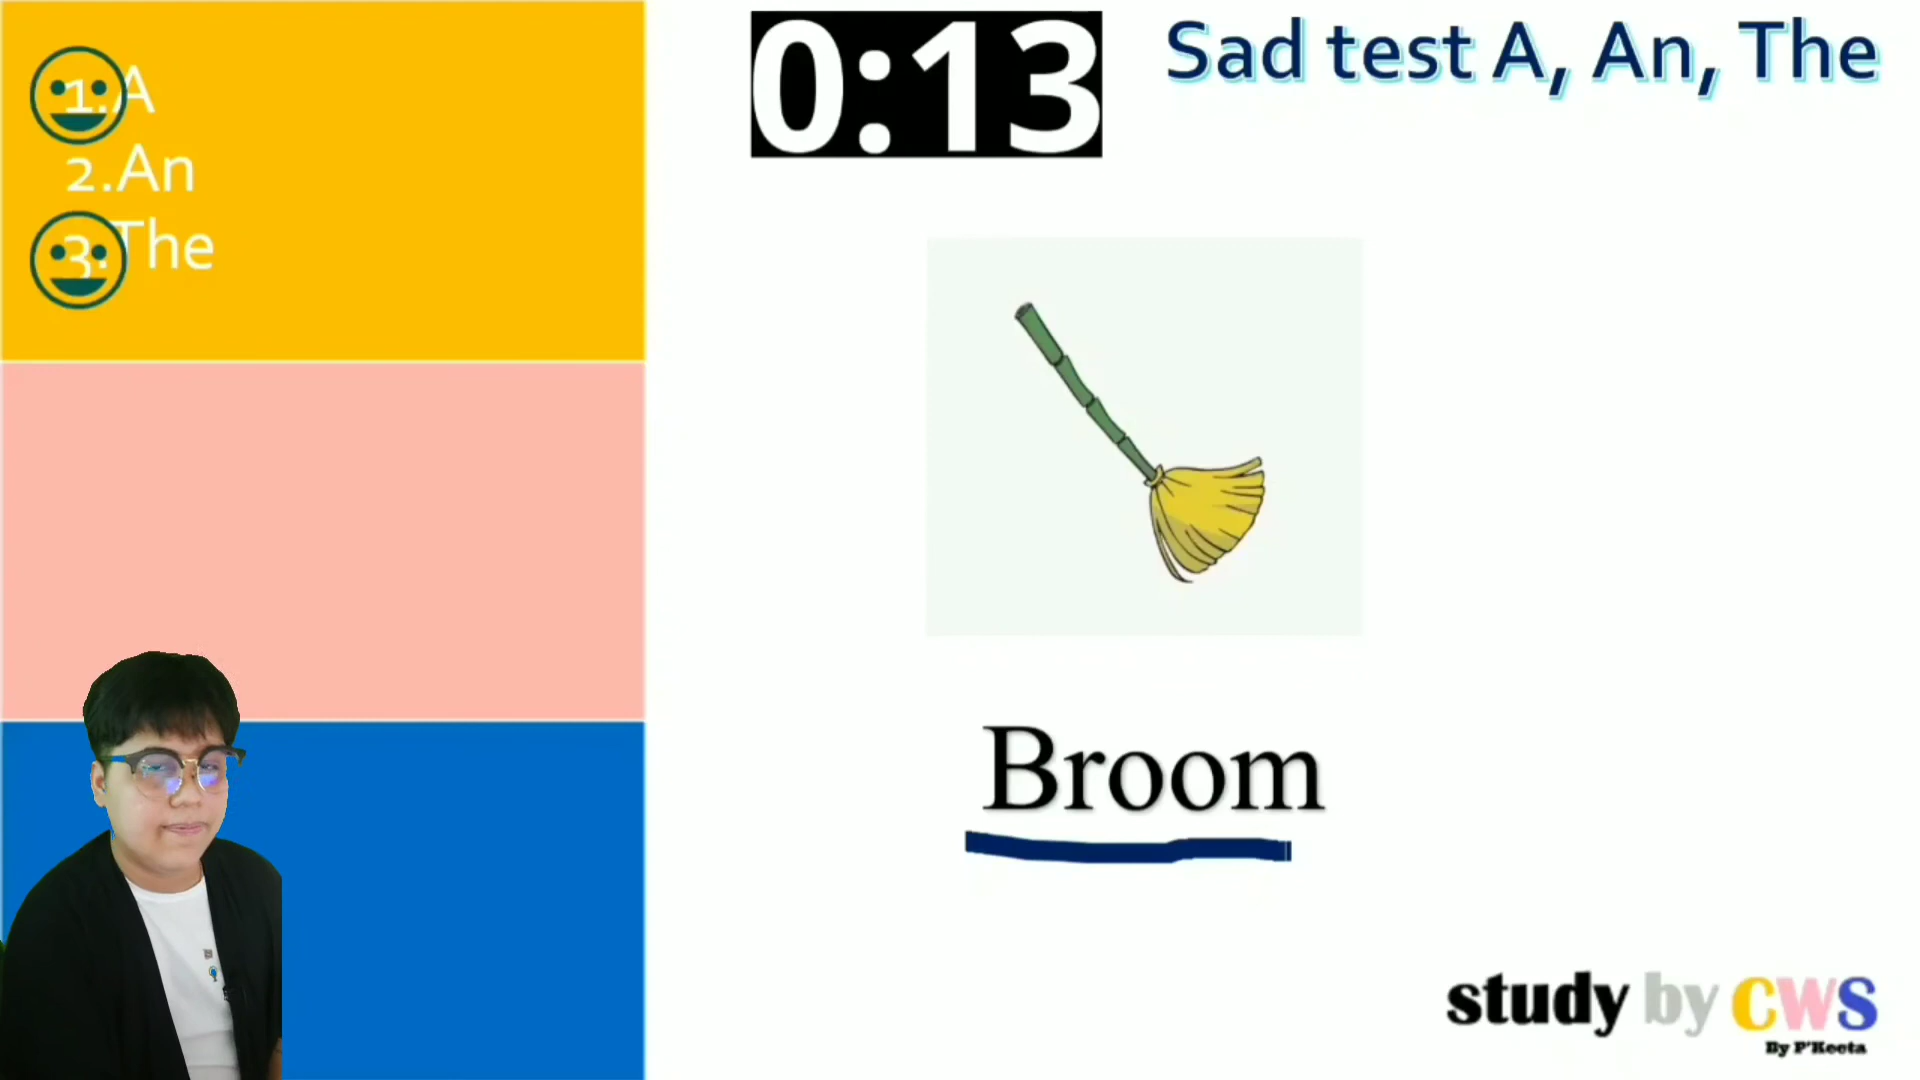 1.A
2.An
3.The
0:13
Sad test A, An, The
Broom
study by CWS
By P'Keeta